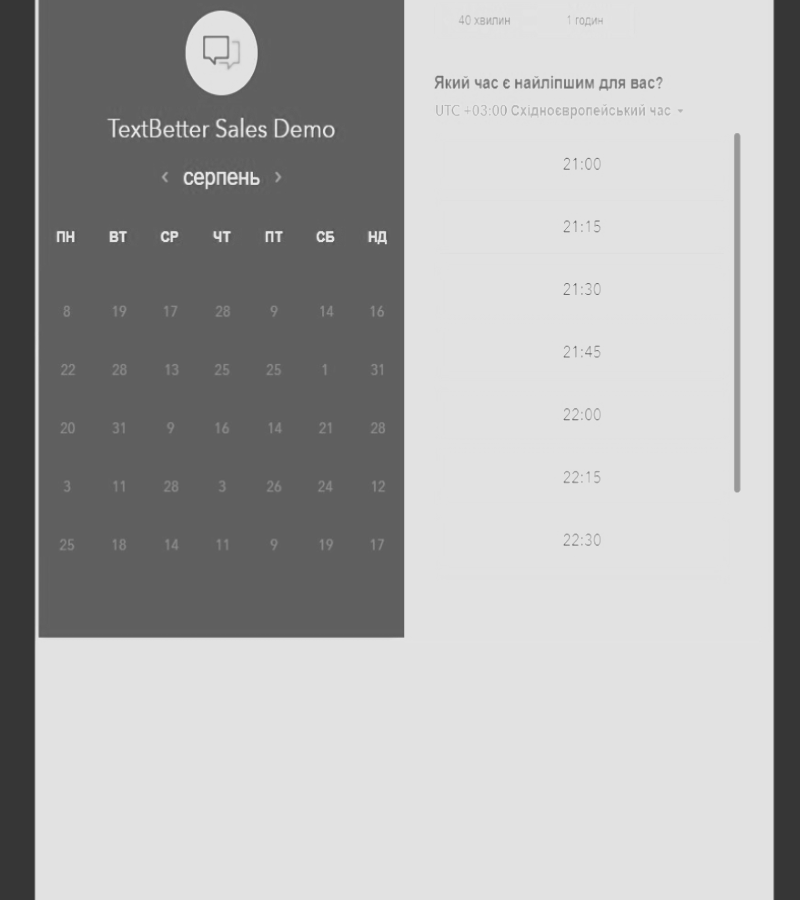 TextBetter Sales Demo
‹ серпень ›
ПН ВТ СР ЧТ ПТ СБ НД
8 19 17 28 9 14 16
22 28 13 25 25 1 31
20 31 9 16 14 21 28
3 11 28 3 26 24 12
25 18 14 11 9 19 17
40 хвилин 1 годин
Який час є найліпшим для вас?
UTC +03:00 Східноєвропейський час
21:00
21:15
21:30
21:45
22:00
22:15
22:30